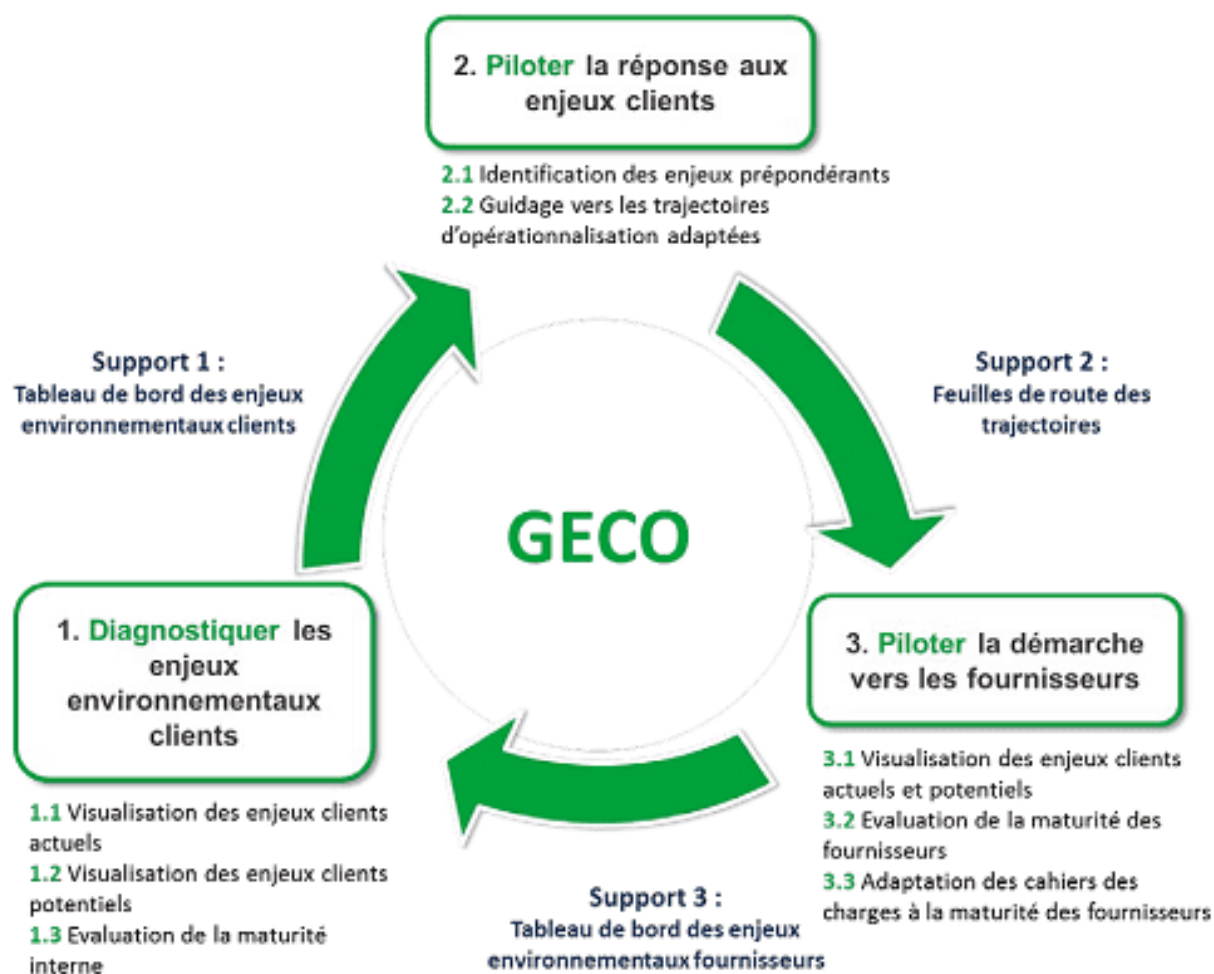 2. Piloter la réponse aux
enjeux clients
2.1 Identification des enjeux prépondérants
2.2 Guidage vers les trajectoires
d'opérationnalisation adaptées
Support 1 :
Tableau de bord des enjeux
environnementaux clients
Support 2 :
Feuilles de route des
trajectoires
GECO
1. Diagnostiquer les
enjeux
environnementaux
clients
1.1 Visualisation des enjeux clients
actuels
1.2 Visualisation des enjeux clients
potentiels
1.3 Evaluation de la maturité
interne
3. Piloter la démarche
vers les fournisseurs
3.1 Visualisation des enjeux clients
actuels et potentiels
3.2 Evaluation de la maturité des
fournisseurs
3.3 Adaptation des cahiers des
charges à la maturité des fournisseurs
Support 3 :
Tableau de bord des enjeux
environnementaux fournisseurs